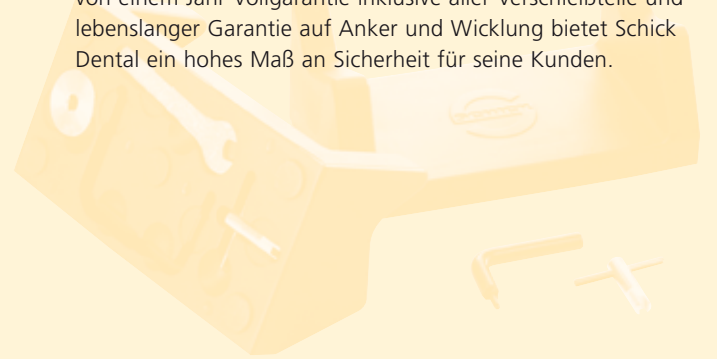 von einem Jahr Vollgarantie inklusive aller Verschleißteile und
lebenslanger Garantie auf Anker und Wicklung bietet Schick
Dental ein hohes Maß an Sicherheit für seine Kunden.